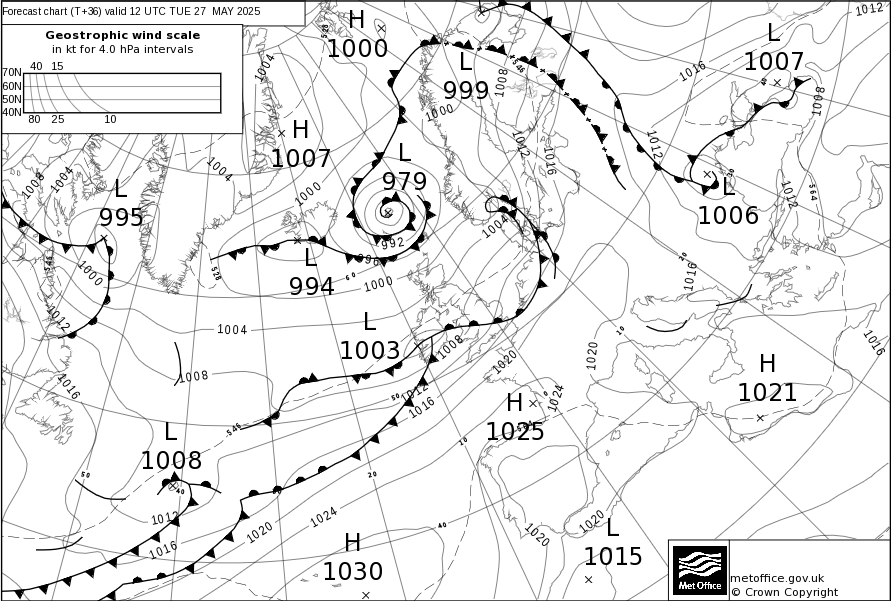 Forecast chart (T+36) valid 12 UTC TUE 27 MAY 2025
Geostrophic wind scale
in kt for 4.0 hPa intervals
40 15
70N
60N
50N
40N
80 25 10
H
1000
528
1004
L
999
1008
546
1000
L
1007
1016
1012
1008
H
1007
1004
1000
L
979
992
996
1000
1012
1016
1012
1004
L
1006
1012
564
1008
1004
L
995
1000
1012
1016
L
994
528
60
1004
1008
L
1003
1008
1020
1012
1016
50
546
10
20
1016
1020
10
H
1021
1016
H
1025
1024
0
L
1008
40
50
1012
1016
1020
1024
20
40
H
1030
1020
1020
L
1015
Met Office
metoffice.gov.uk
© Crown Copyright